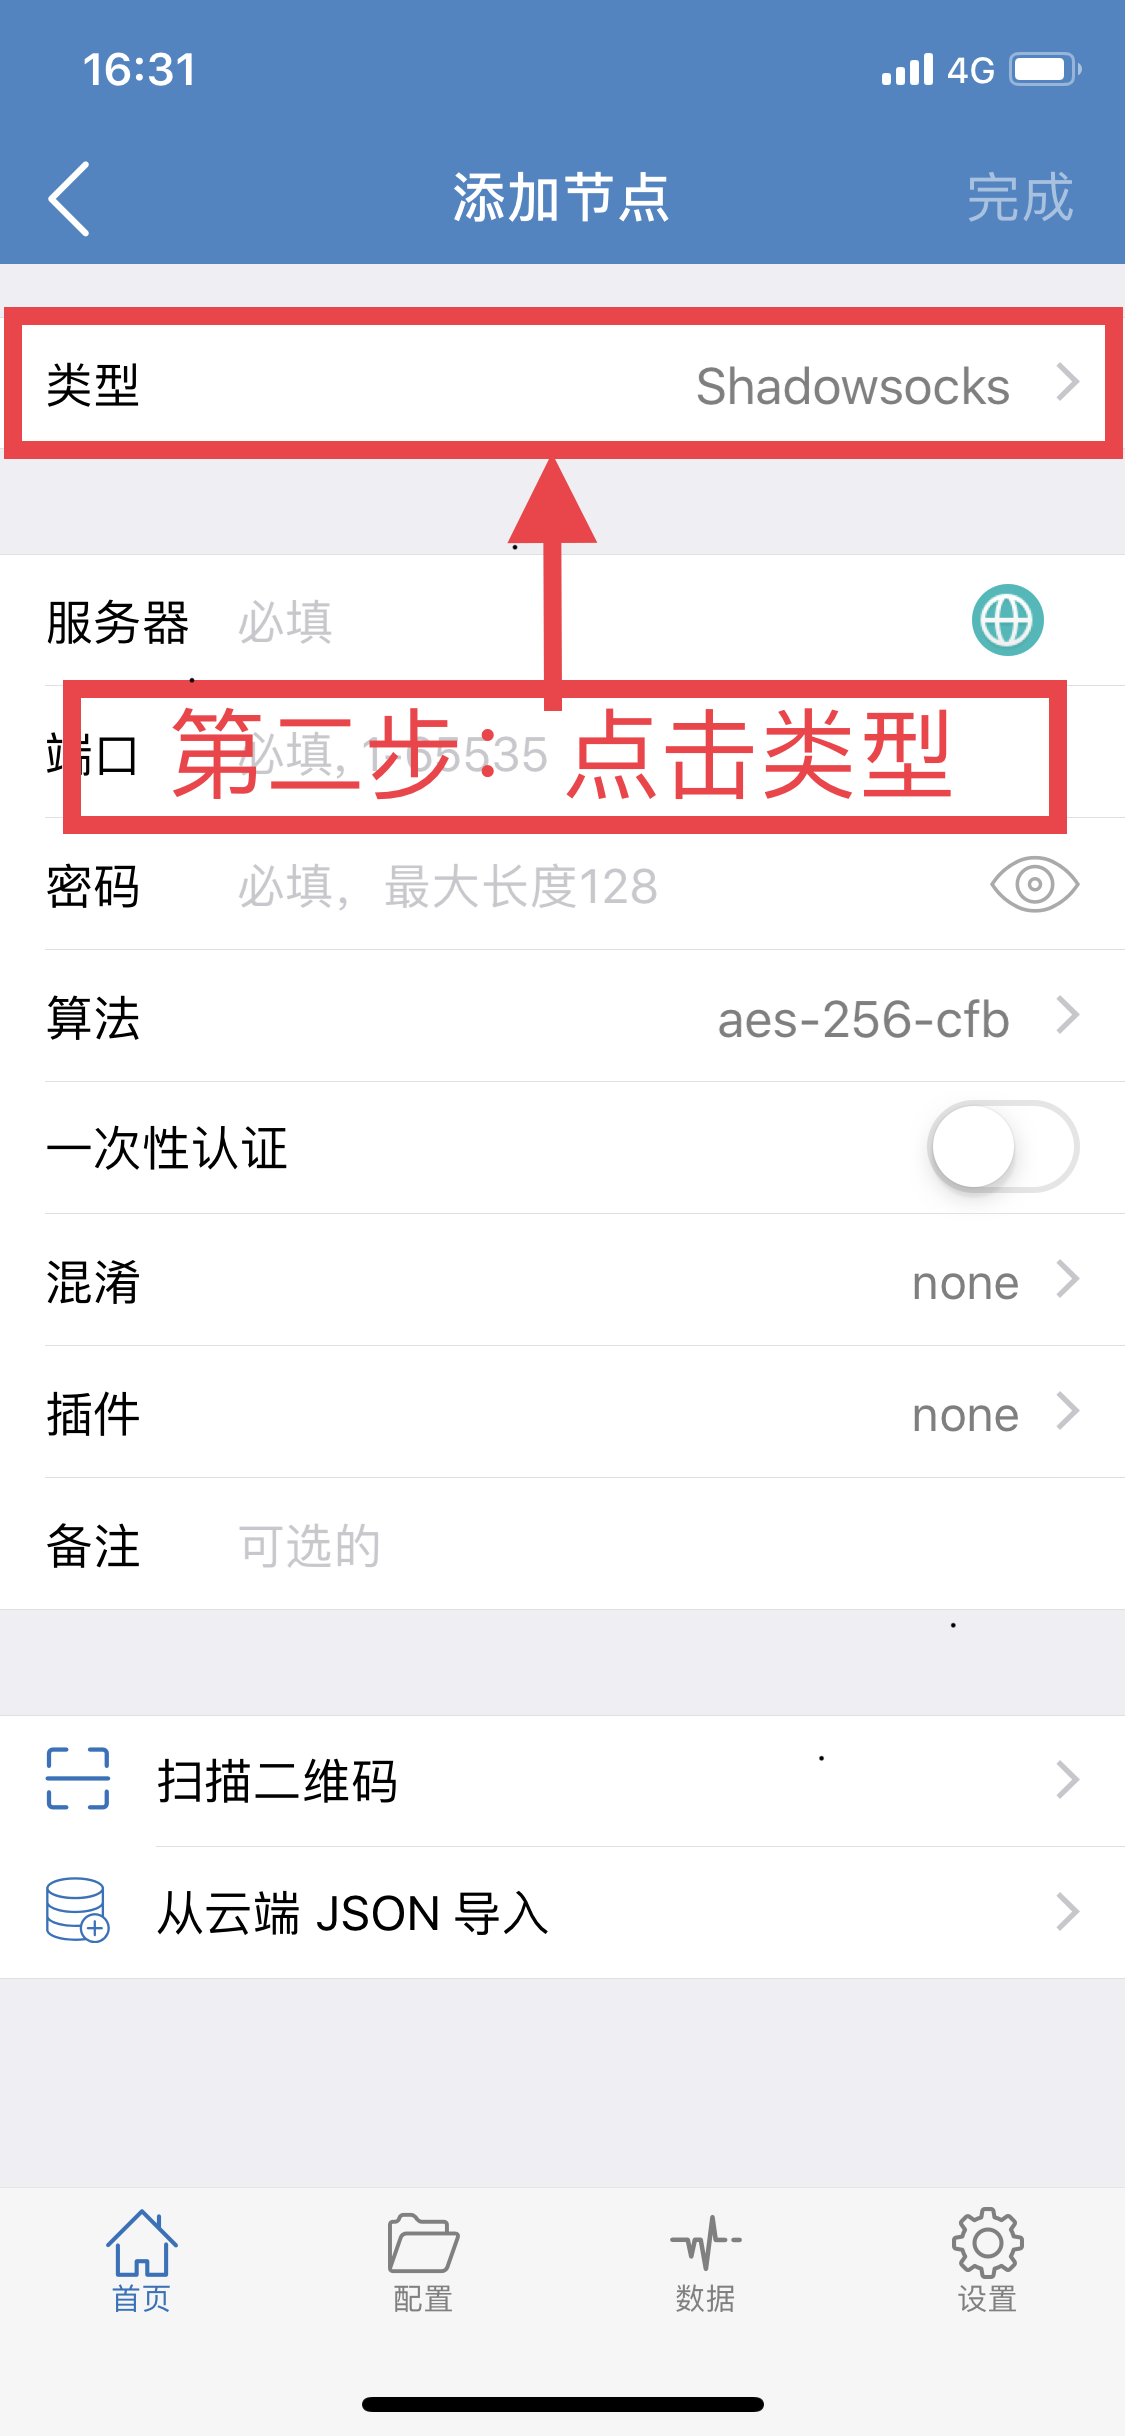 16:31
4G
添加节点
完成
类型 Shadowsocks
服务器 必填
端口 必填，1-65535
第二步：点击类型
密码 必填，最大长度128
算法 aes-256-cfb
一次性认证
混淆 none
插件 none
备注 可选的
扫描二维码
从云端 JSON 导入
首页 配置 数据 设置